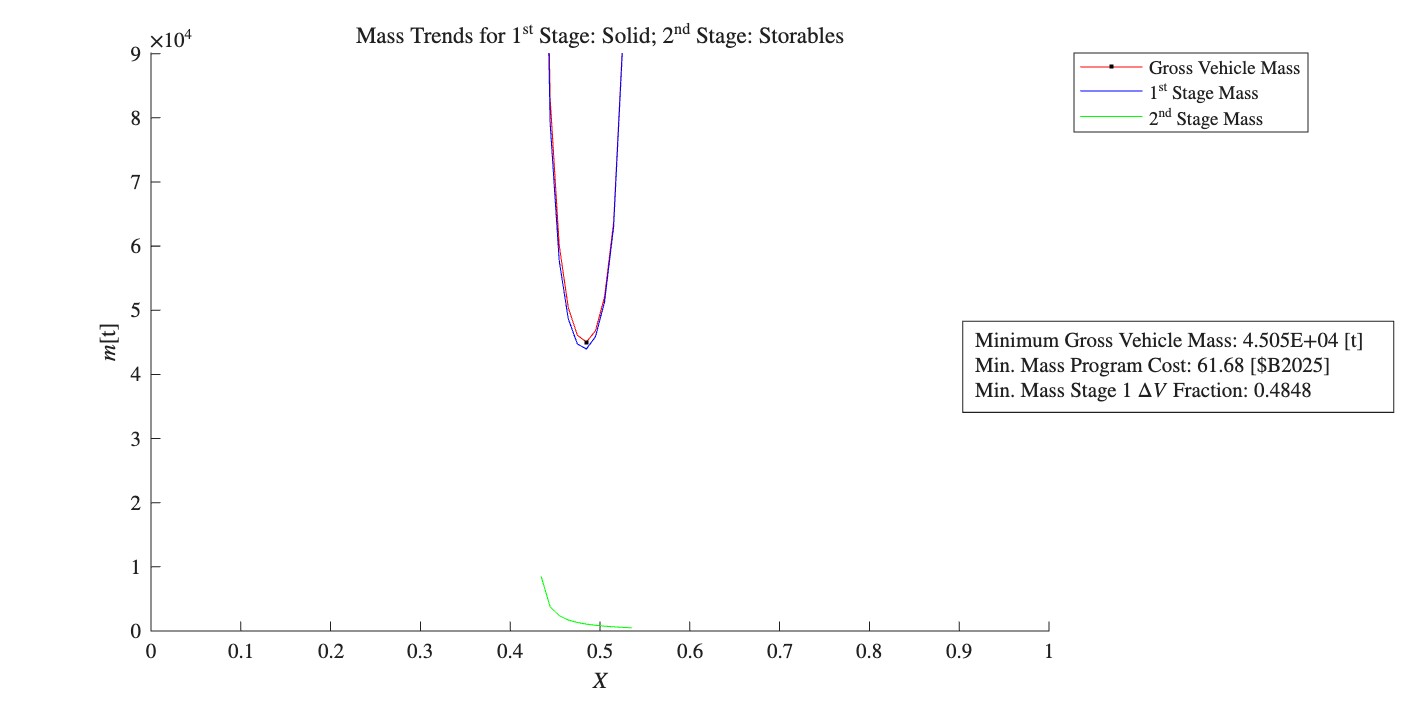 Mass Trends for 1st Stage: Solid; 2nd Stage: Storables
×10⁴
9
8
7
6
5
4
3
2
1
0
m[t]
0 0.1 0.2 0.3 0.4 0.5 0.6 0.7 0.8 0.9 1
X
Gross Vehicle Mass
1st Stage Mass
2nd Stage Mass
Minimum Gross Vehicle Mass: 4.505E+04 [t]
Min. Mass Program Cost: 61.68 [$B2025]
Min. Mass Stage 1 ΔV Fraction: 0.4848